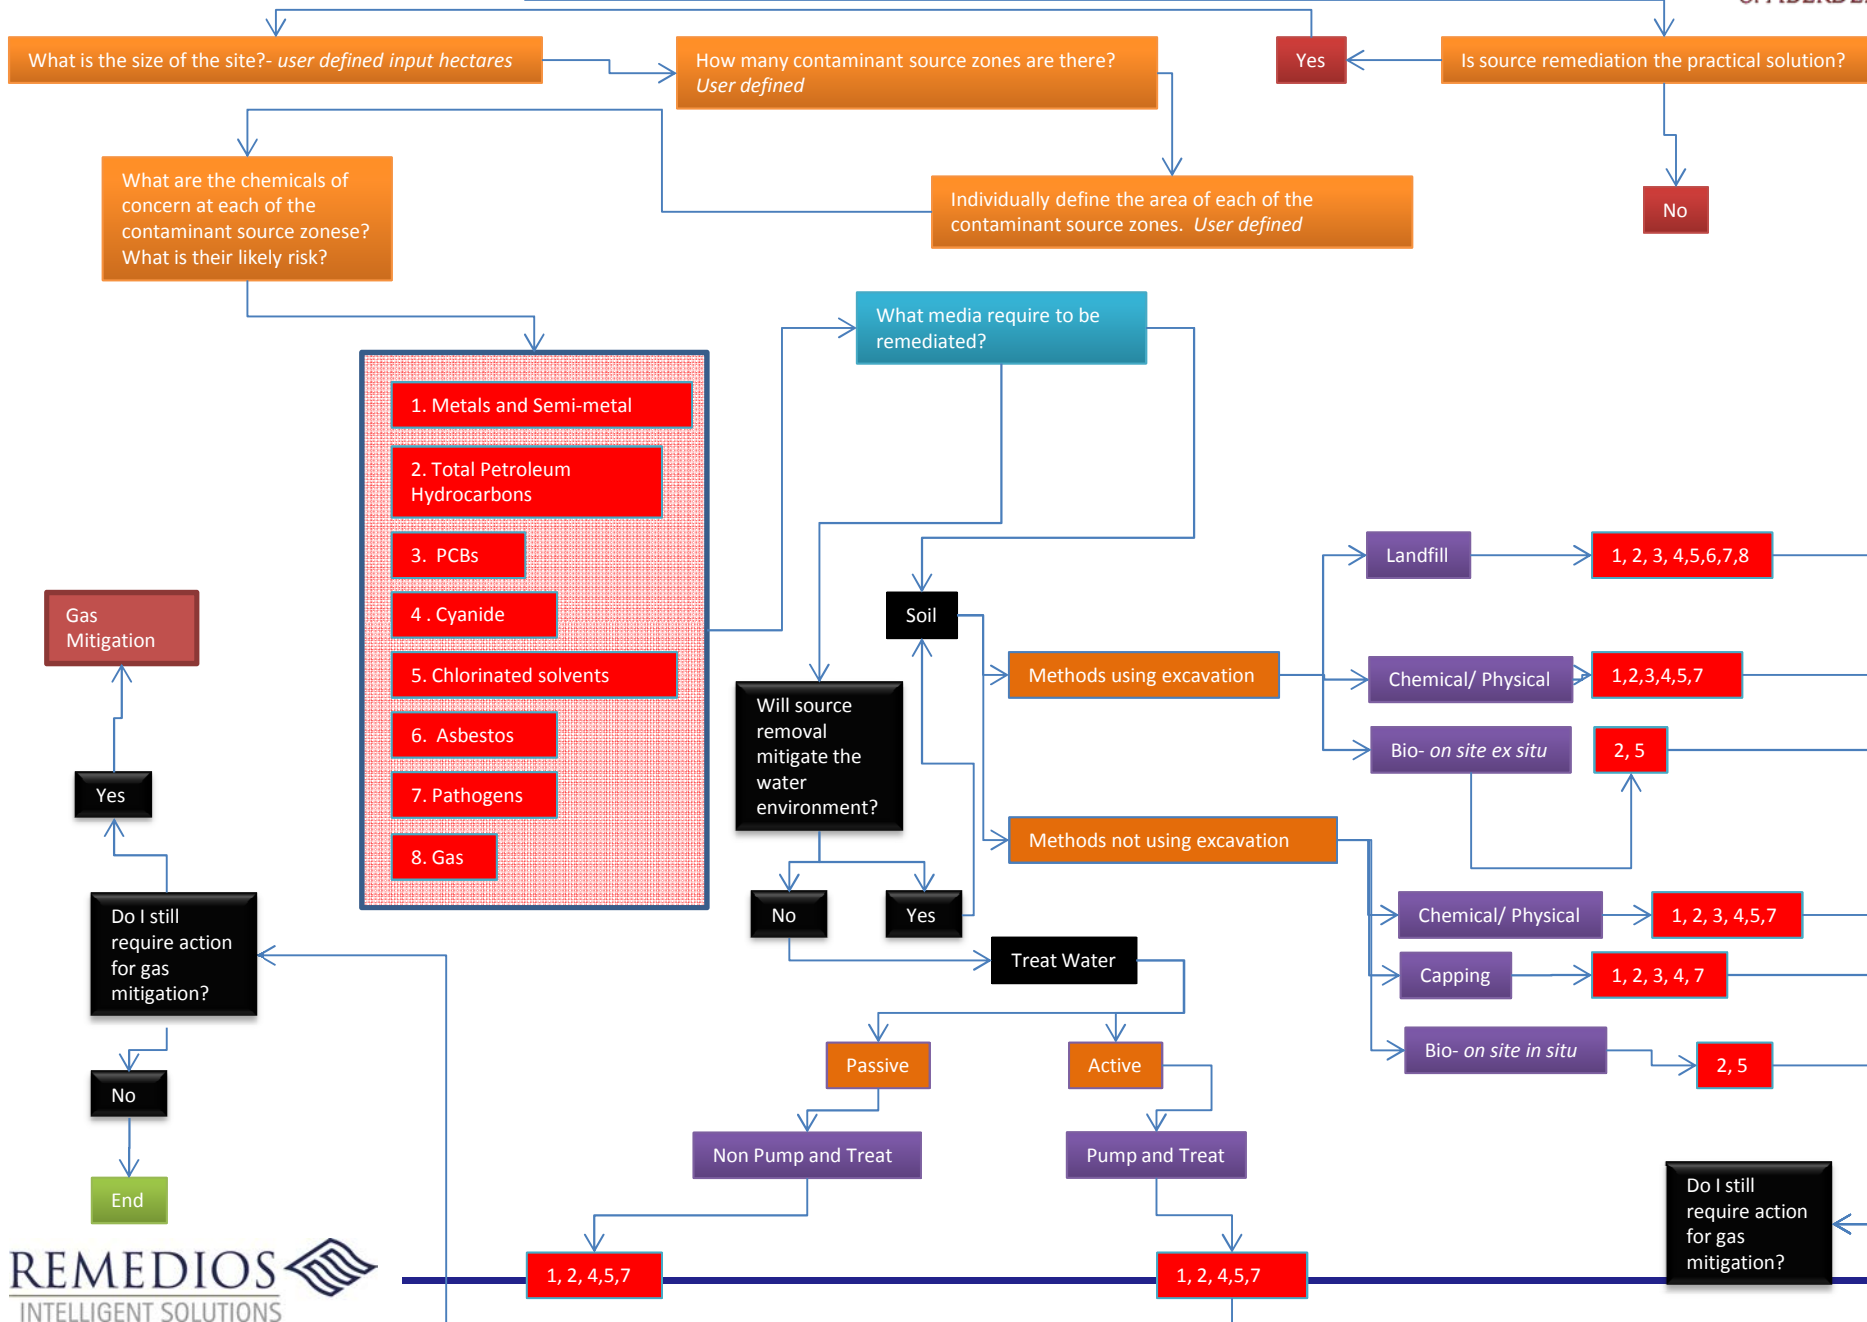 What is the size of the site?- user defined input hectares
How many contaminant source zones are there?
User defined
Yes
Is source remediation the practical solution?
What are the chemicals of
concern at each of the
contaminant source zonese?
What is their likely risk?
Individually define the area of each of the
contaminant source zones. User defined
No
What media require to be
remediated?
1. Metals and Semi-metal
2. Total Petroleum
Hydrocarbons
3. PCBs
4 . Cyanide
5. Chlorinated solvents
6. Asbestos
7. Pathogens
8. Gas
Gas
Mitigation
Yes
Do I still
require action
for gas
mitigation?
No
End
Soil
Will source
removal
mitigate the
water
environment?
No
Yes
Treat Water
Passive
Active
Non Pump and Treat
Pump and Treat
1, 2, 4,5,7
1, 2, 4,5,7
Methods using excavation
Methods not using excavation
Landfill
1, 2, 3, 4,5,6,7,8
Chemical/ Physical
1,2,3,4,5,7
Bio- on site ex situ
2, 5
Chemical/ Physical
1, 2, 3, 4,5,7
Capping
1, 2, 3, 4, 7
Bio- on site in situ
2, 5
Do I still
require action
for gas
mitigation?
REMEDIOS
INTELLIGENT SOLUTIONS